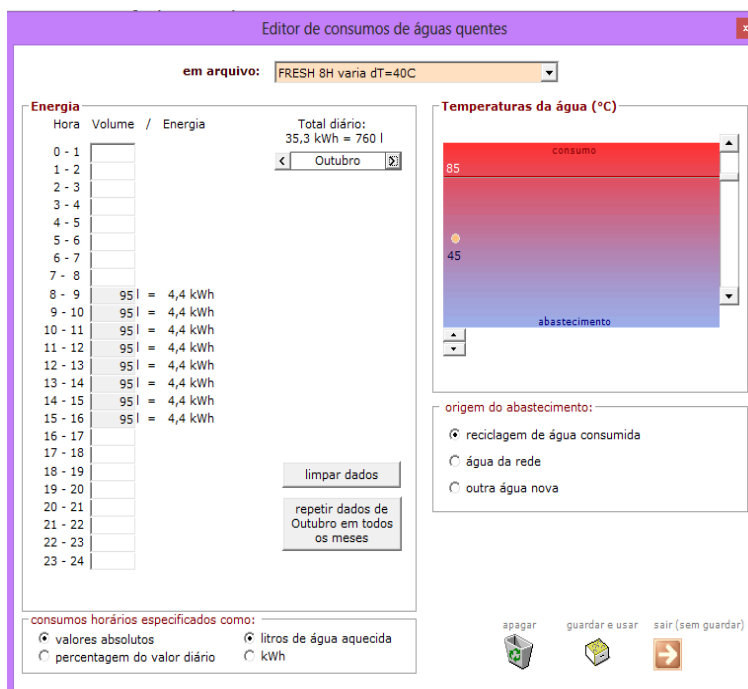 Editor de consumos de águas quentes
x
em arquivo: FRESH 8H varia dT=40C
Energia
Hora Volume / Energia
Total diário:
35,3 kWh = 760 l
< Outubro >
0 - 1
1 - 2
2 - 3
3 - 4
4 - 5
5 - 6
6 - 7
7 - 8
8 - 9 95 l = 4,4 kWh
9 - 10 95 l = 4,4 kWh
10 - 11 95 l = 4,4 kWh
11 - 12 95 l = 4,4 kWh
12 - 13 95 l = 4,4 kWh
13 - 14 95 l = 4,4 kWh
14 - 15 95 l = 4,4 kWh
15 - 16 95 l = 4,4 kWh
16 - 17
17 - 18
18 - 19
19 - 20
20 - 21
21 - 22
22 - 23
23 - 24
limpar dados
repetir dados de
Outubro em todos
os meses
consumos horários especificados como:
valores absolutos
percentagem do valor diário
litros de água aquecida
kWh
Temperaturas da água (°C)
consumo
85
45
abastecimento
origem do abastecimento:
reciclagem de água consumida
água da rede
outra água nova
apagar
guardar e usar
sair (sem guardar)